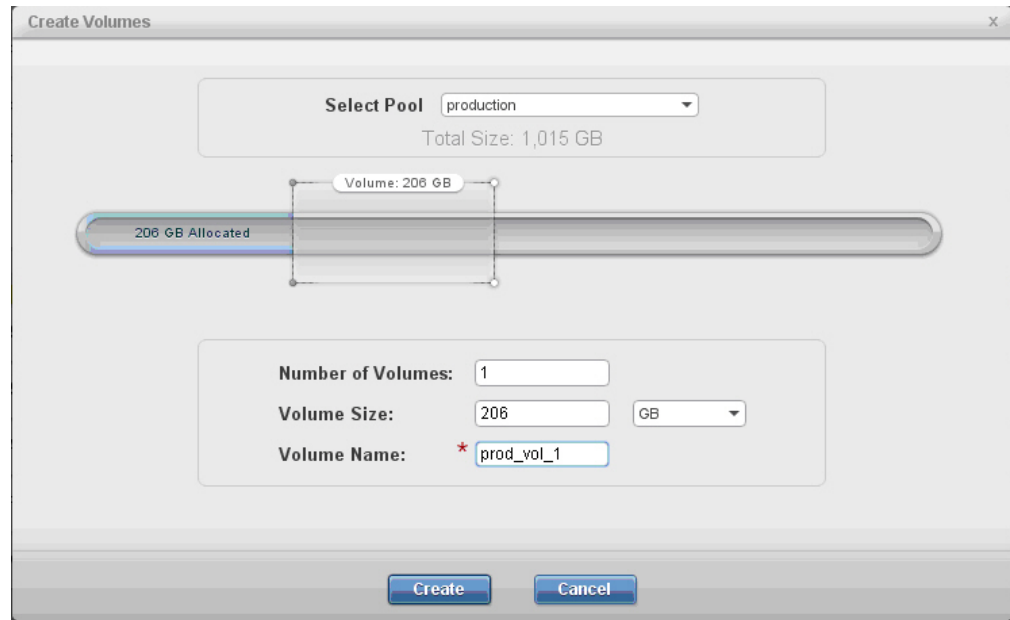 Create Volumes x
Select Pool production
Total Size: 1,015 GB
Volume: 206 GB
206 GB Allocated
Number of Volumes: 1
Volume Size: 206 GB
Volume Name: * prod_vol_1
Create Cancel